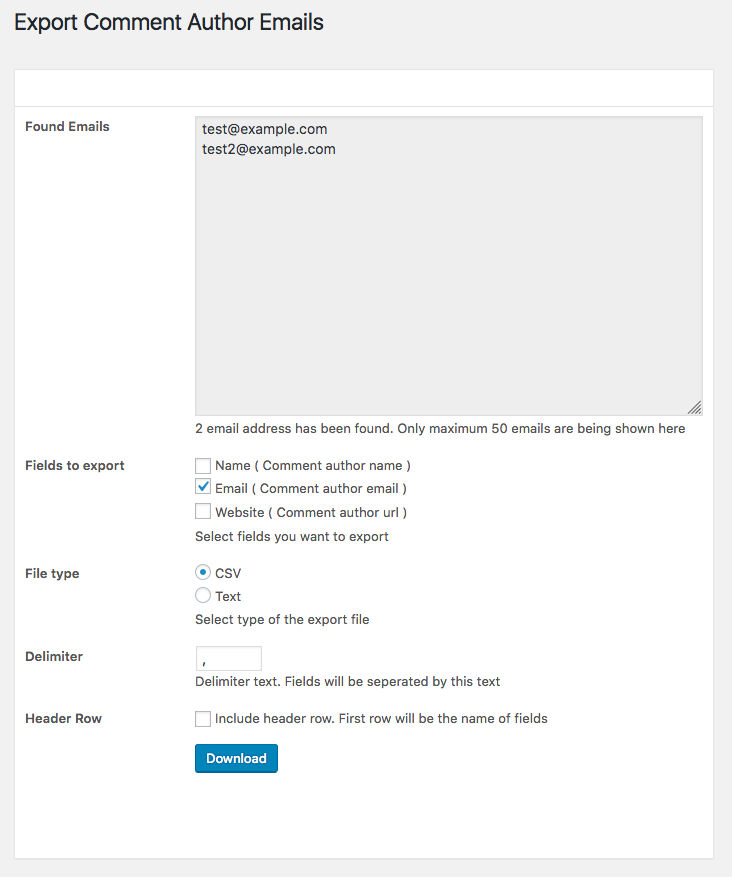 Export Comment Author Emails
Found Emails
test@example.com
test2@example.com
2 email address has been found. Only maximum 50 emails are being shown here
Fields to export
Name ( Comment author name )
Email ( Comment author email )
Website ( Comment author url )
Select fields you want to export
File type
CSV
Text
Select type of the export file
Delimiter
,
Delimiter text. Fields will be seperated by this text
Header Row
Include header row. First row will be the name of fields
Download